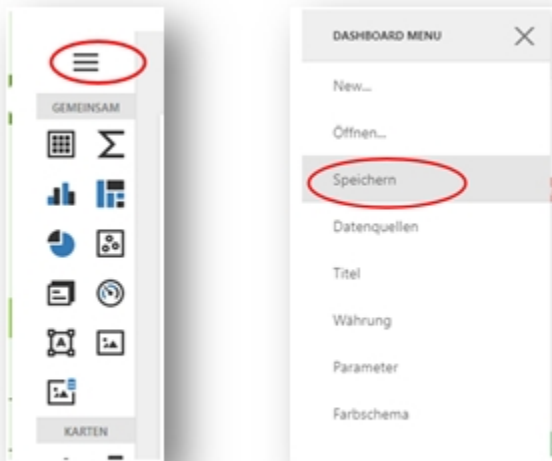 GEMEINSAM
KARTEN
DASHBOARD MENU
New...
Öffnen...
Speichern
Datenquellen
Titel
Währung
Parameter
Farbschema